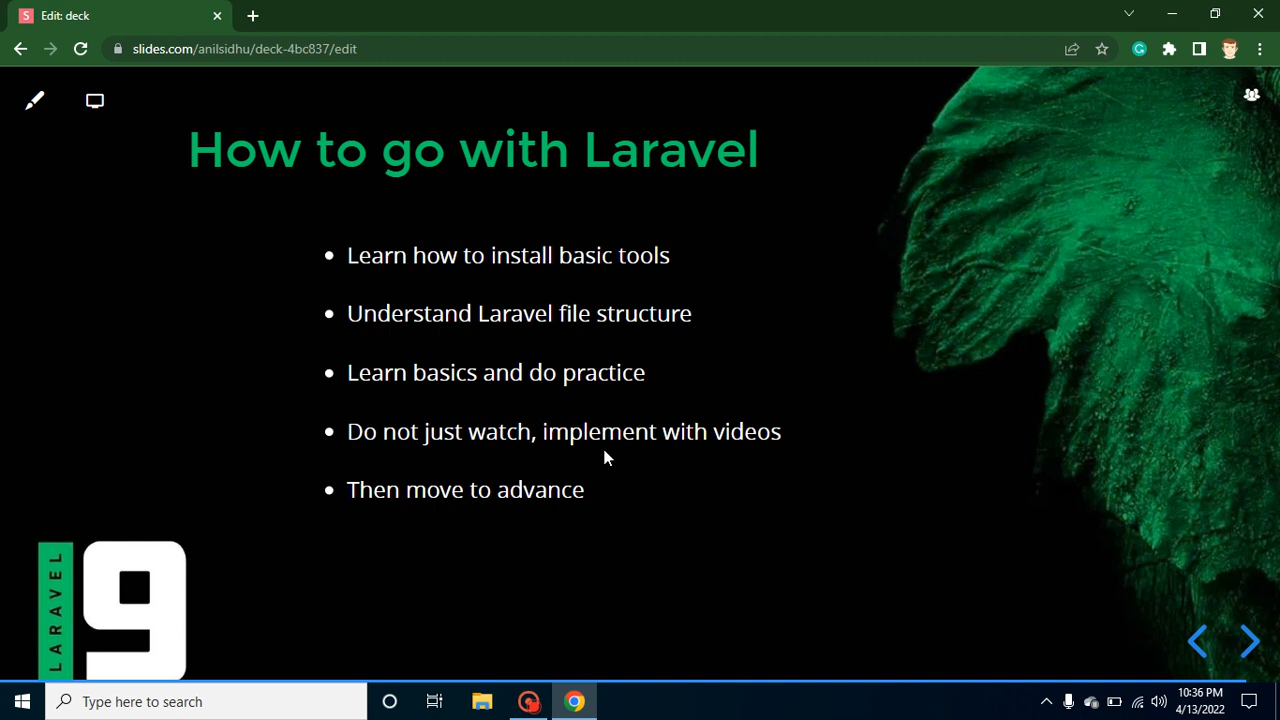 Edit: deck
slides.com/anilsidhu/deck-4bc837/edit
How to go with Laravel
Learn how to install basic tools
Understand Laravel file structure
Learn basics and do practice
Do not just watch, implement with videos
Then move to advance
LARAVEL
9
Type here to search
10:36 PM
4/13/2022